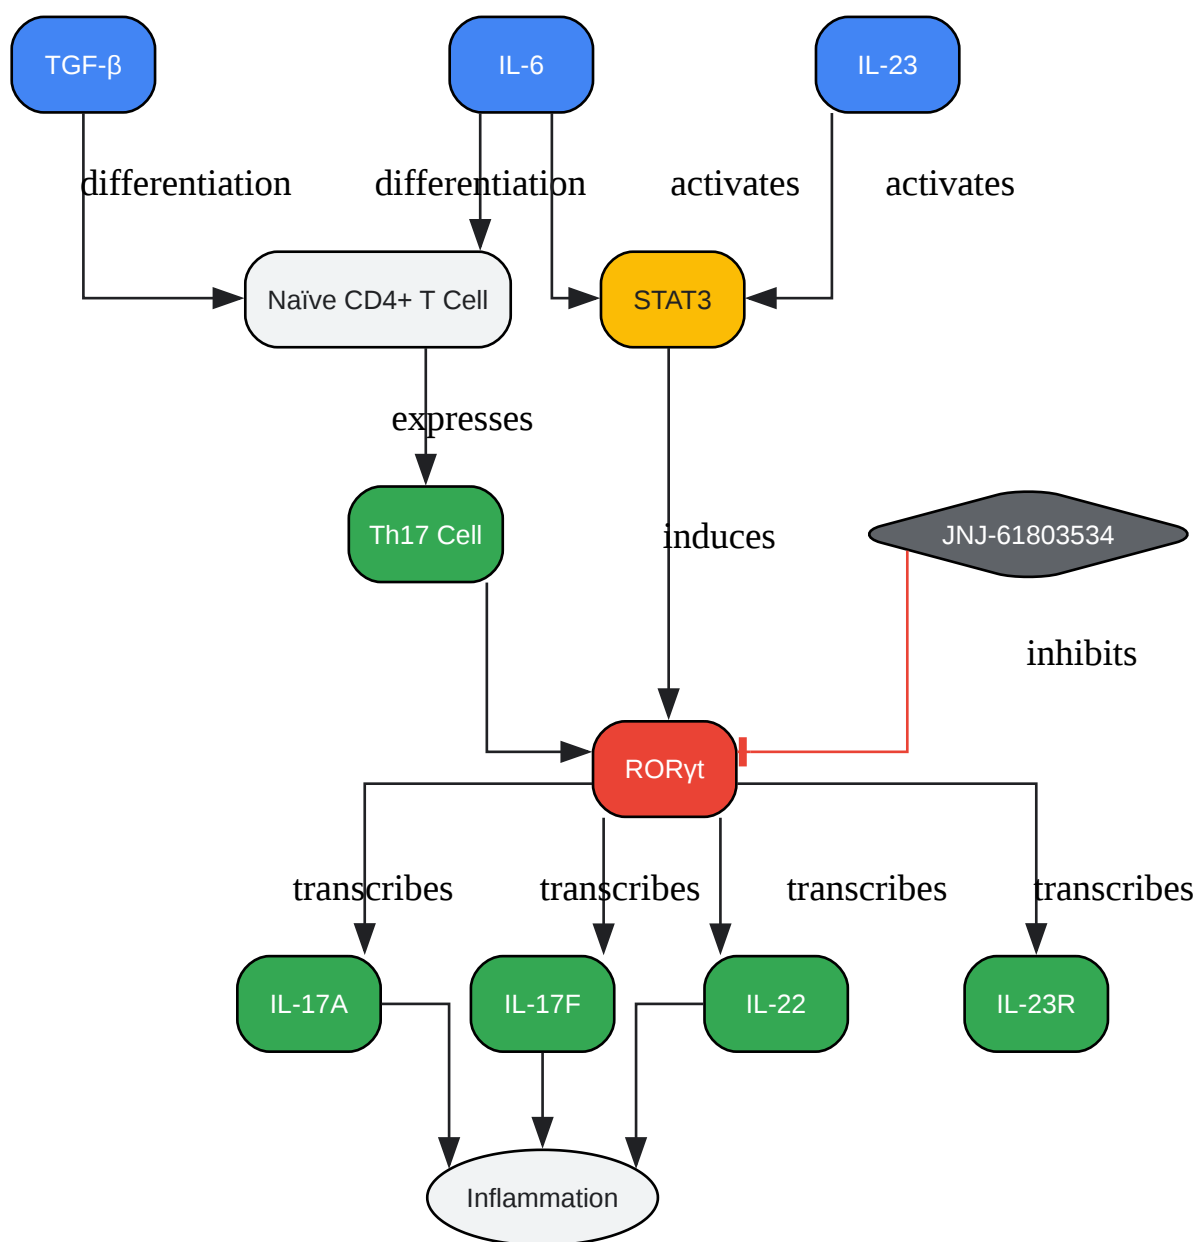 TGF-β
IL-6
IL-23
differentiation
differentiation
activates
activates
Naïve CD4+ T Cell
STAT3
expresses
Th17 Cell
induces
JNJ-61803534
inhibits
RORγt
transcribes
transcribes
transcribes
transcribes
IL-17A
IL-17F
IL-22
IL-23R
Inflammation